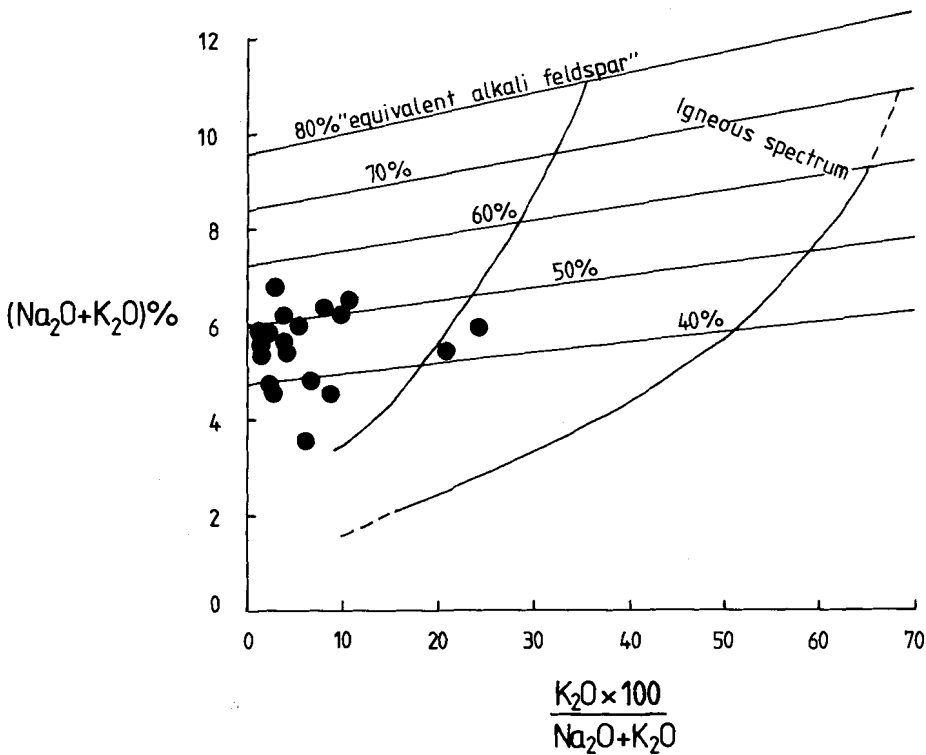 12
10
8
6
4
2
0
(Na₂O+K₂O)%
80%"equivalent alkali feldspar"
70%
60%
50%
40%
Igneous spectrum
0 10 20 30 40 50 60 70
K₂O × 100
Na₂O+K₂O